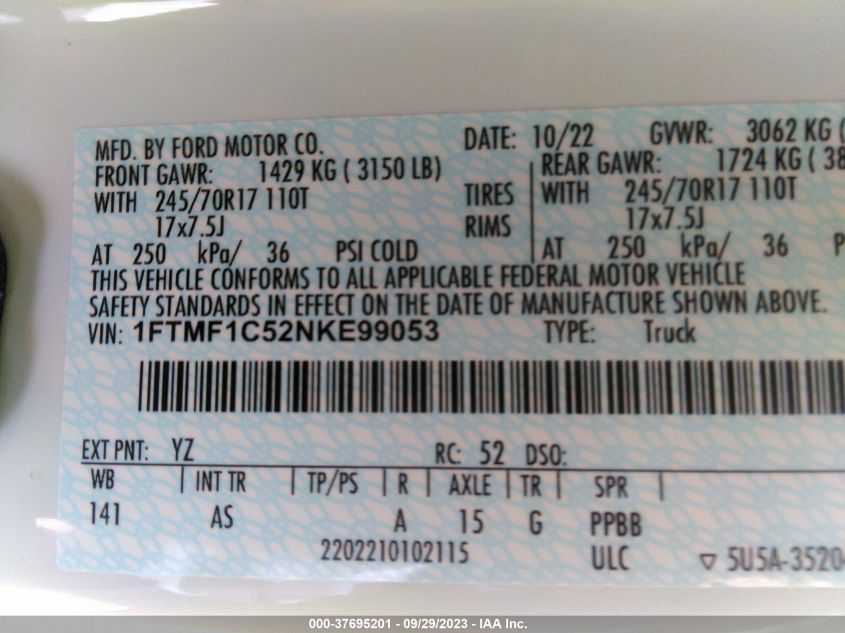 MFD. BY FORD MOTOR CO. DATE: 10/22 GVWR: 3062 KG (
FRONT GAWR: 1429 KG ( 3150 LB) REAR GAWR: 1724 KG ( 38
WITH 245/70R17 110T TIRES WITH 245/70R17 110T
17x7.5J RIMS 17x7.5J
AT 250 kPa/ 36 PSI COLD AT 250 kPa/ 36 P
THIS VEHICLE CONFORMS TO ALL APPLICABLE FEDERAL MOTOR VEHICLE
SAFETY STANDARDS IN EFFECT ON THE DATE OF MANUFACTURE SHOWN ABOVE.
VIN: 1FTMF1C52NKE99053 TYPE: Truck
EXT PNT: YZ RC: 52 DSO:
WB INT TR TP/PS R AXLE TR SPR
141 AS A 15 G PPBB
2202210102115 ULC ▽ 5U5A-3520
000-37695201 - 09/29/2023 - IAA Inc.